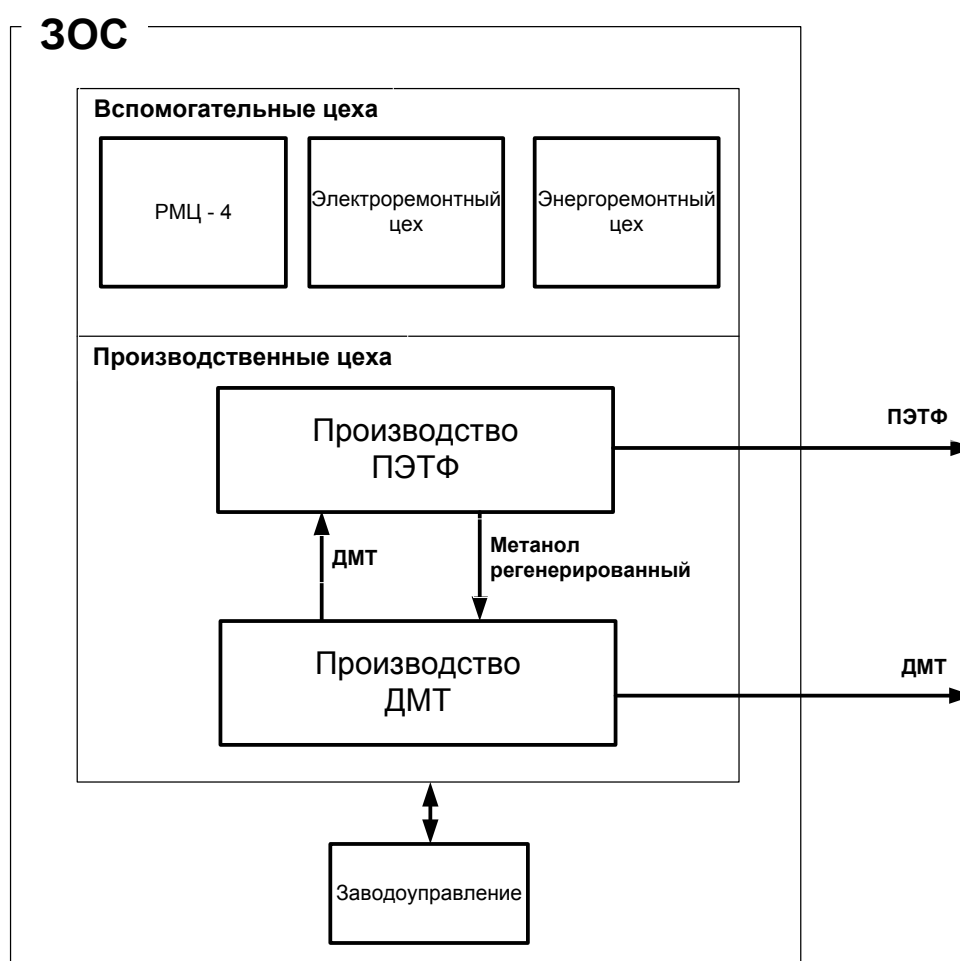 ЗОС
Вспомогательные цеха
РМЦ - 4
Электроремонтный
цех
Энергоремонтный
цех
Производственные цеха
Производство
ПЭТФ
ПЭТФ
ДМТ
Метанол
регенерированный
Производство
ДМТ
ДМТ
Заводоуправление